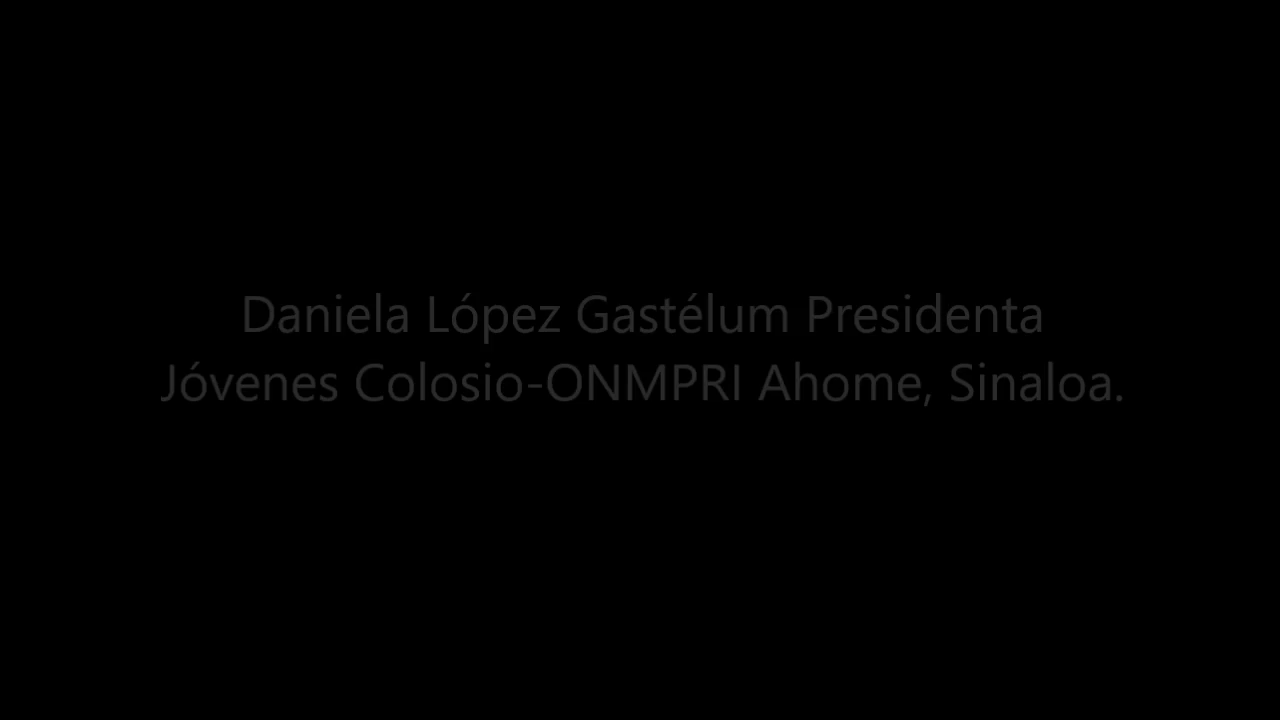 Daniela López Gastélum Presidenta
Jóvenes Colosio-ONMPRI Ahome, Sinaloa.